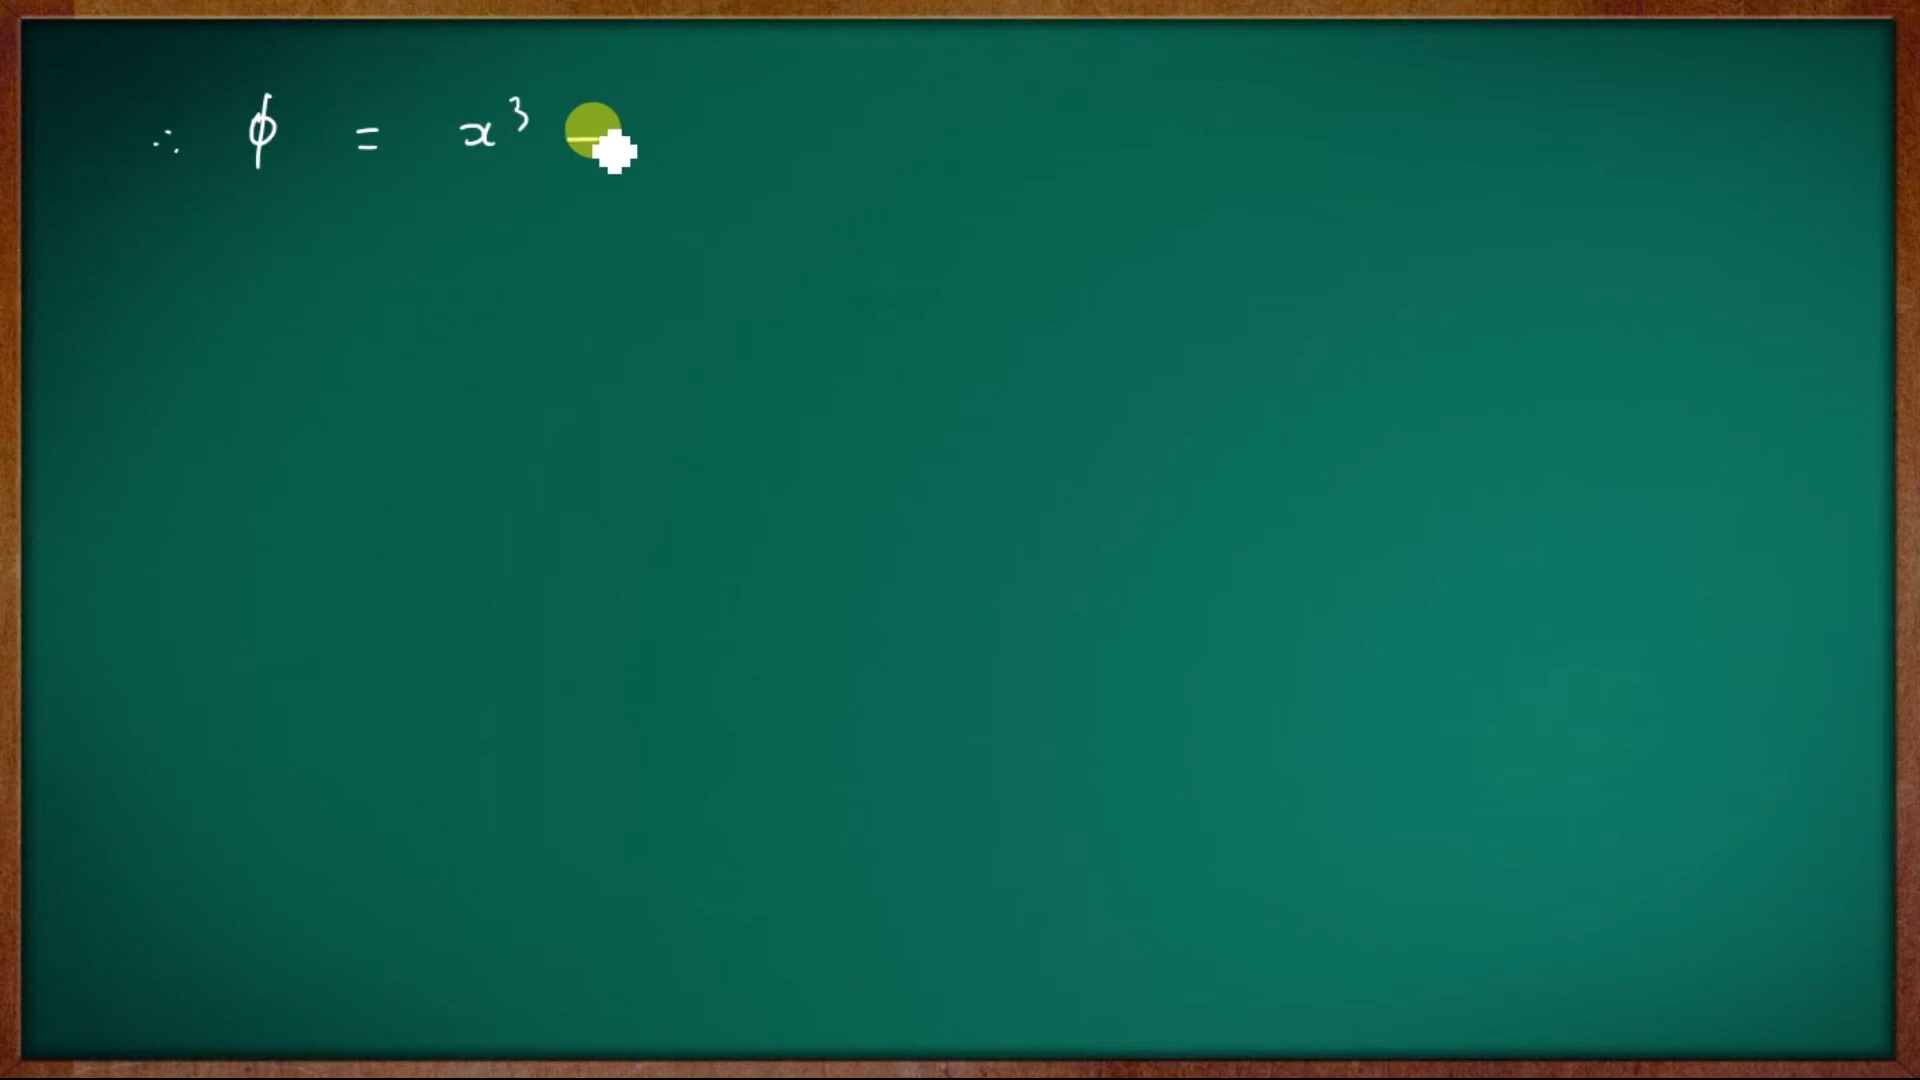 ∴ ϕ = x³ –